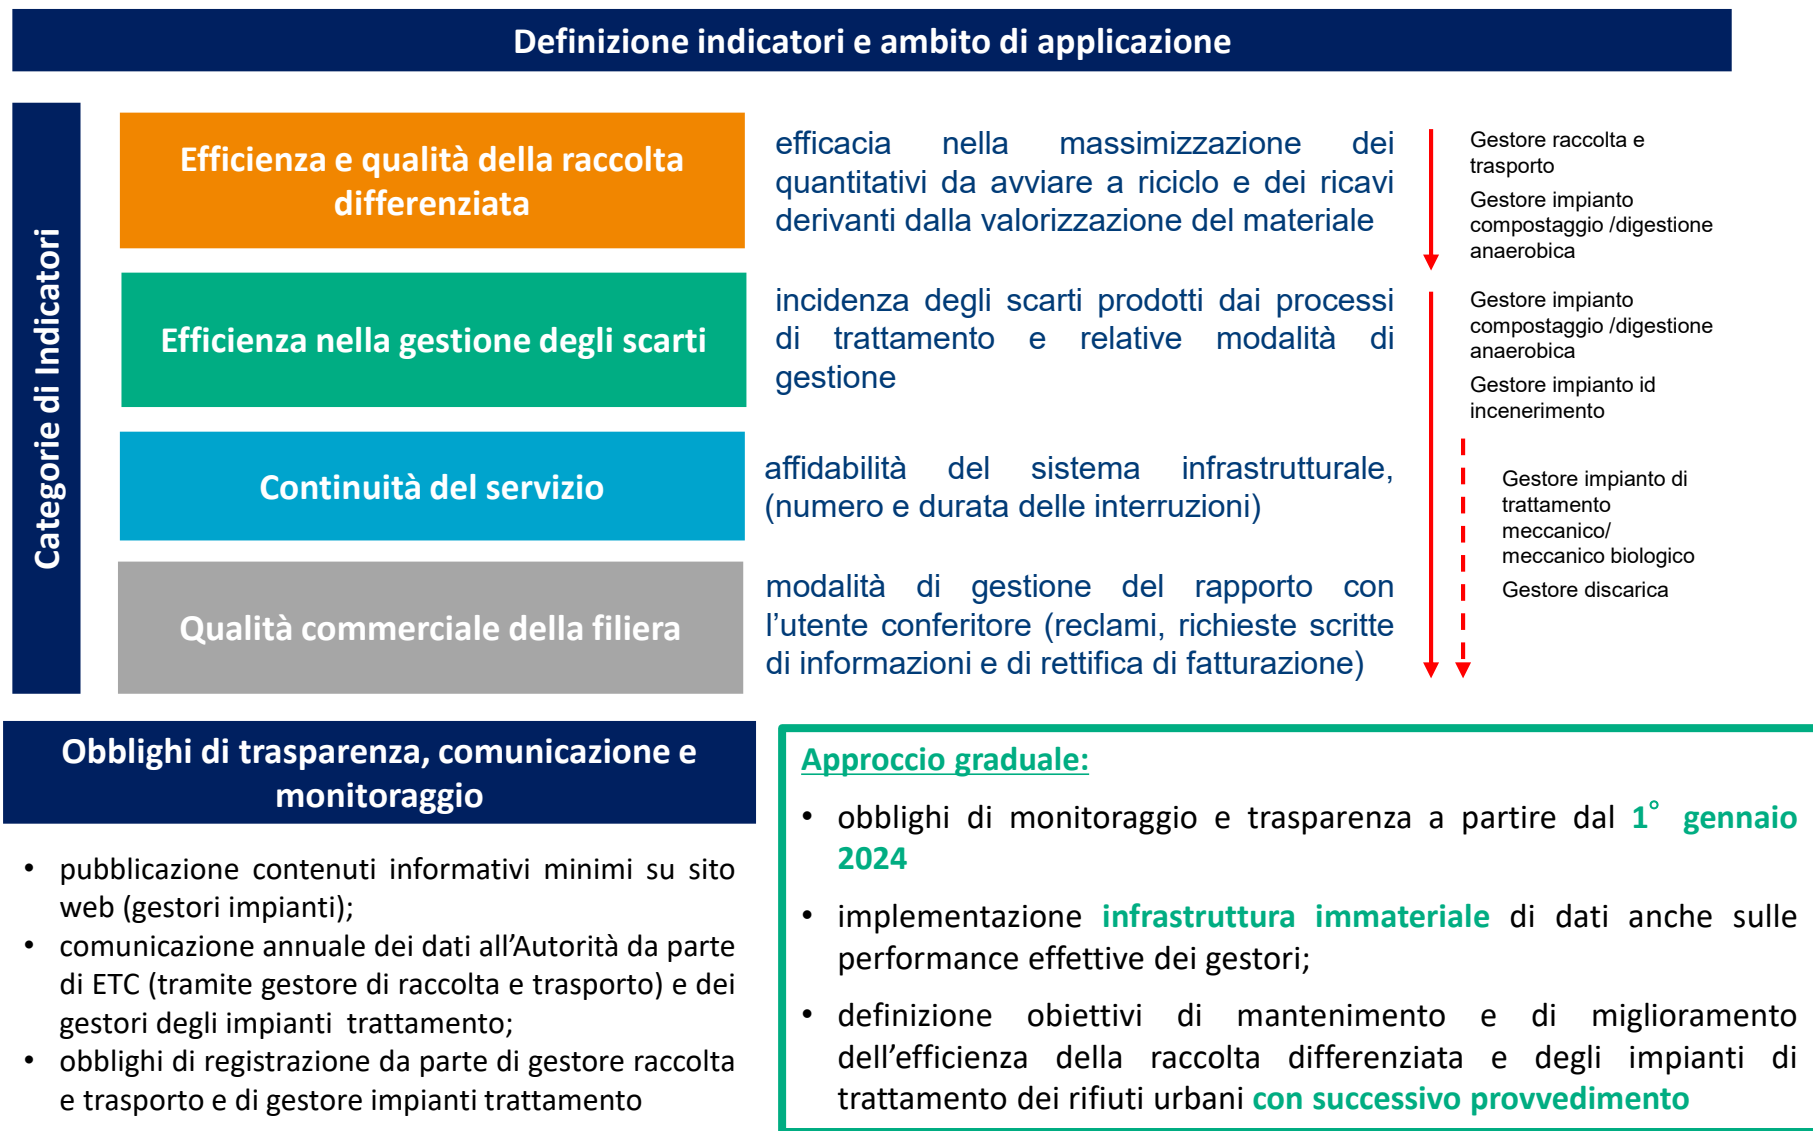 Definizione indicatori e ambito di applicazione
Categorie di Indicatori
Efficienza e qualità della raccolta
differenziata
efficacia nella massimizzazione dei
quantitativi da avviare a riciclo e dei ricavi
derivanti dalla valorizzazione del materiale
Gestore raccolta e
trasporto
Gestore impianto
compostaggio /digestione
anaerobica
Efficienza nella gestione degli scarti
incidenza degli scarti prodotti dai processi
di trattamento e relative modalità di
gestione
Gestore impianto
compostaggio /digestione
anaerobica
Gestore impianto id
incenerimento
Continuità del servizio
affidabilità del sistema infrastrutturale,
(numero e durata delle interruzioni)
Gestore impianto di
trattamento
meccanico/
meccanico biologico
Gestore discarica
Qualità commerciale della filiera
modalità di gestione del rapporto con
l’utente conferitore (reclami, richieste scritte
di informazioni e di rettifica di fatturazione)
Obblighi di trasparenza, comunicazione e
monitoraggio
• pubblicazione contenuti informativi minimi su sito
web (gestori impianti);
• comunicazione annuale dei dati all’Autorità da parte
di ETC (tramite gestore di raccolta e trasporto) e dei
gestori degli impianti trattamento;
• obblighi di registrazione da parte di gestore raccolta
e trasporto e di gestore impianti trattamento
Approccio graduale:
• obblighi di monitoraggio e trasparenza a partire dal 1° gennaio
2024
• implementazione infrastruttura immateriale di dati anche sulle
performance effettive dei gestori;
• definizione obiettivi di mantenimento e di miglioramento
dell’efficienza della raccolta differenziata e degli impianti di
trattamento dei rifiuti urbani con successivo provvedimento